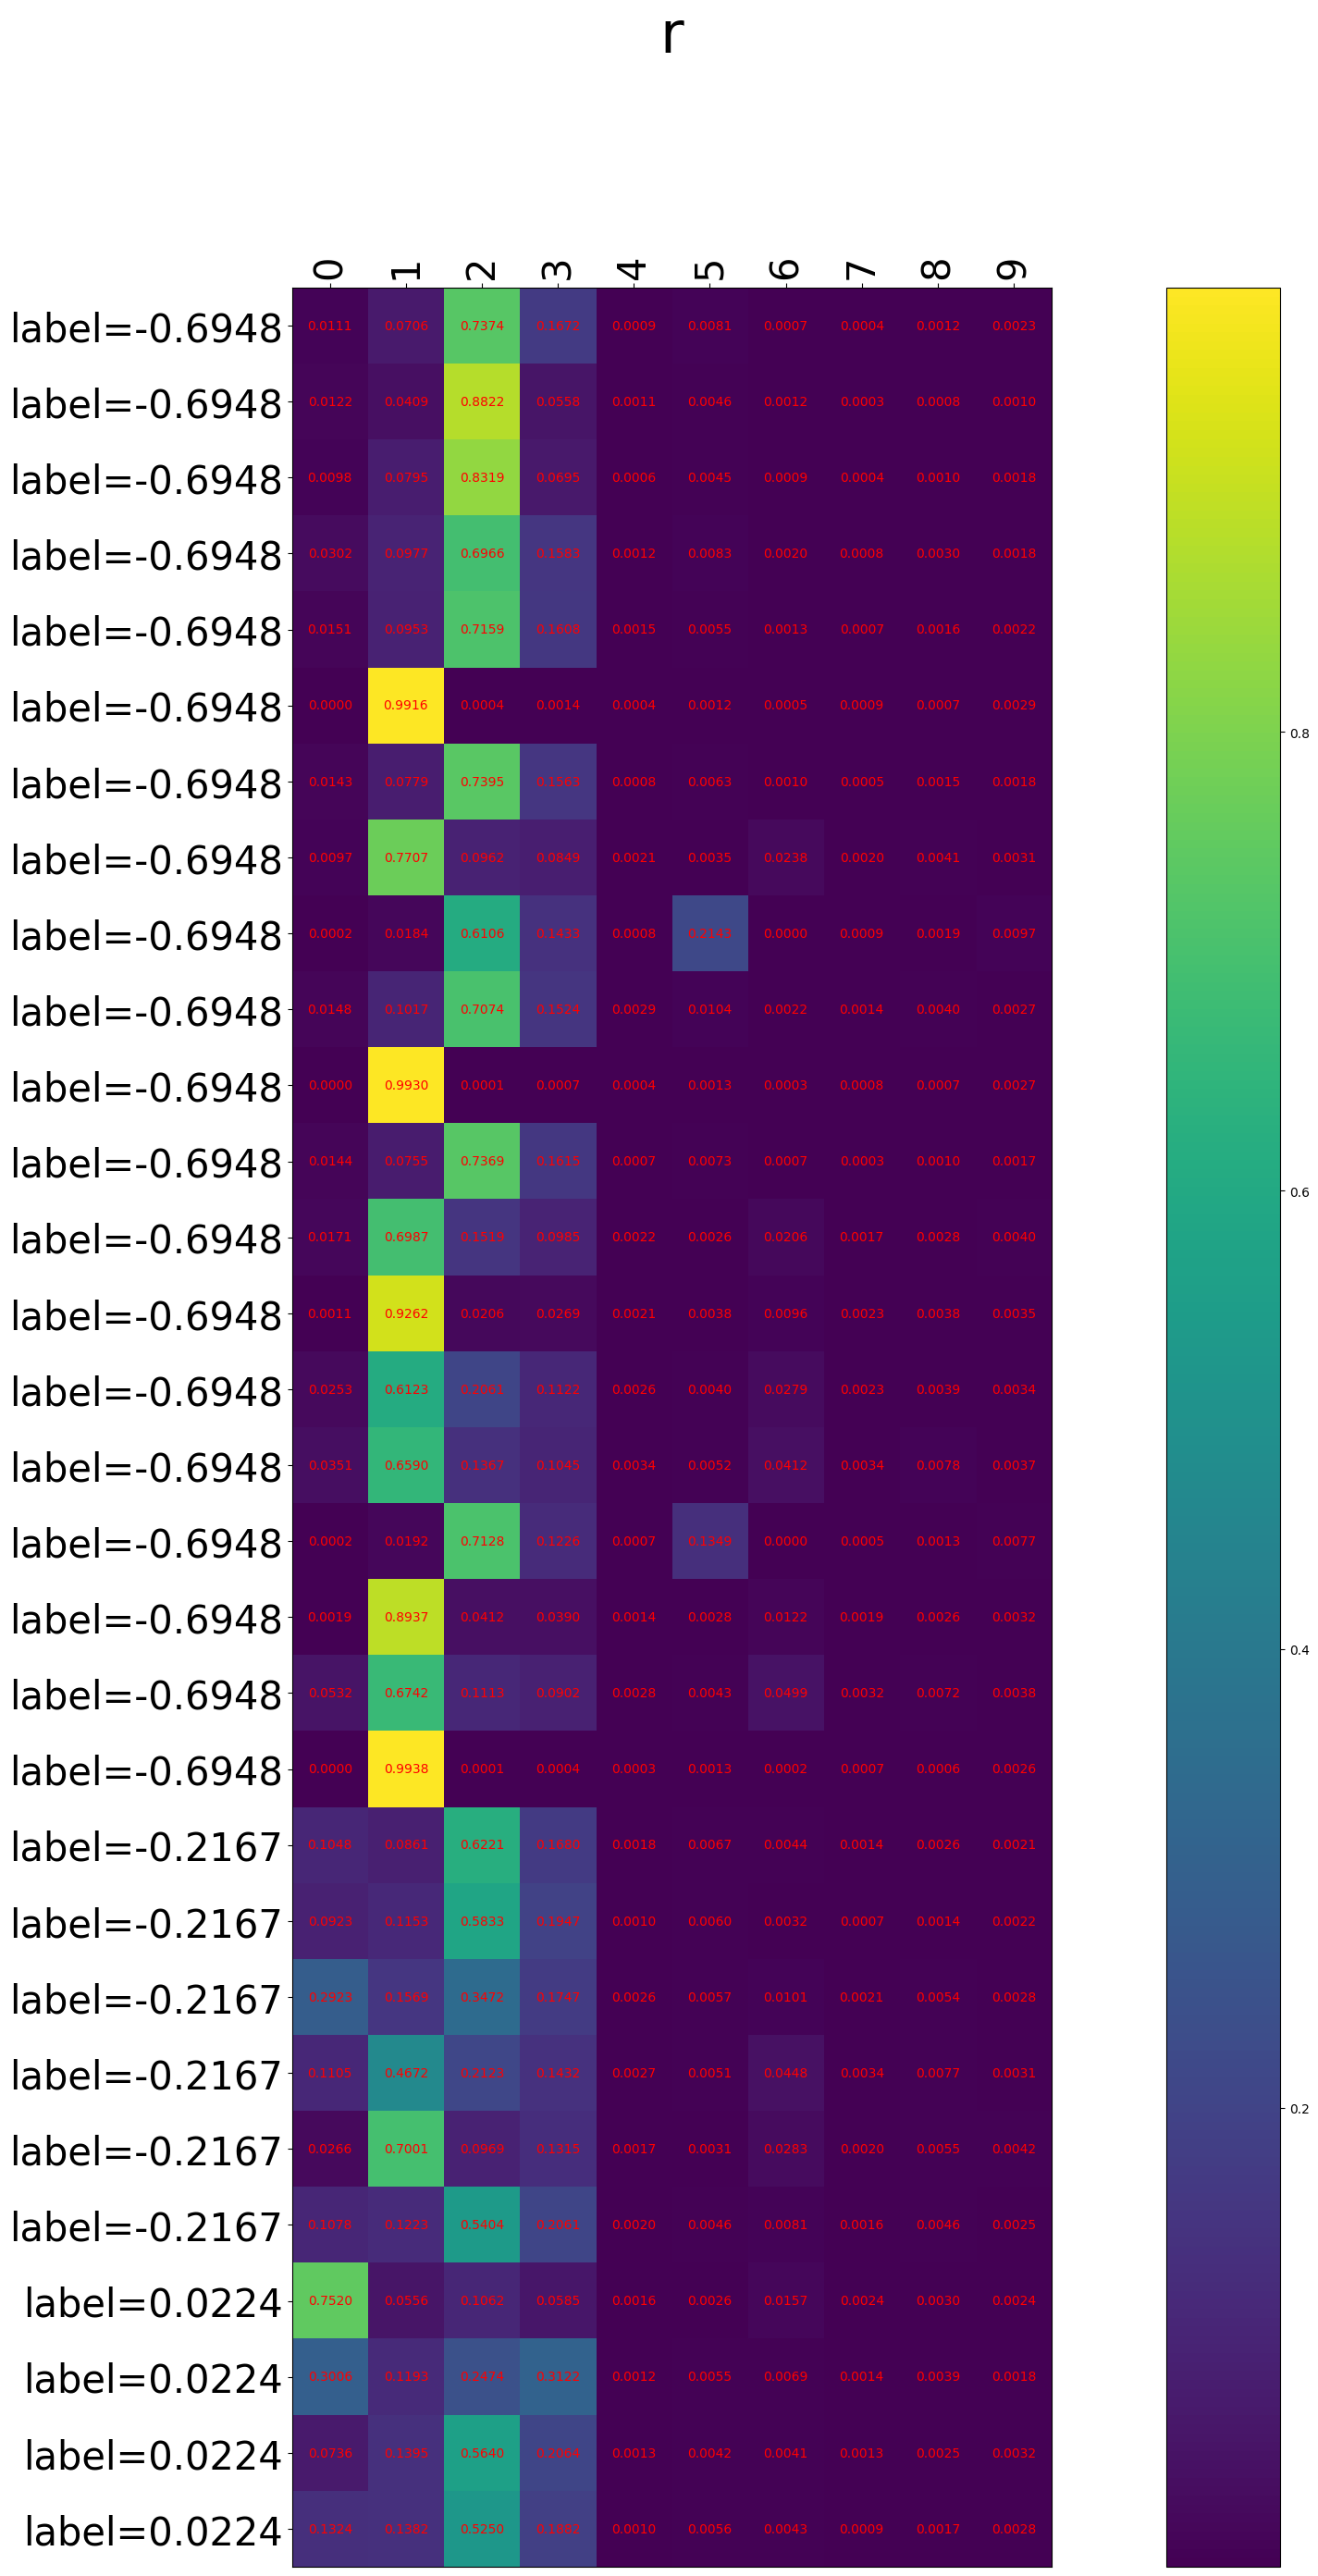 r
0 1 2 3 4 5 6 7 8 9
label=-0.6948 0.0111 0.0706 0.7374 0.1672 0.0009 0.0081 0.0007 0.0004 0.0012 0.0023
label=-0.6948 0.0122 0.0409 0.8822 0.0558 0.0011 0.0046 0.0012 0.0003 0.0008 0.0010
label=-0.6948 0.0098 0.0795 0.8319 0.0695 0.0006 0.0045 0.0009 0.0004 0.0010 0.0018
label=-0.6948 0.0302 0.0977 0.6966 0.1583 0.0012 0.0083 0.0020 0.0008 0.0030 0.0018
0.8
label=-0.6948 0.0151 0.0953 0.7159 0.1608 0.0015 0.0055 0.0013 0.0007 0.0016 0.0022
label=-0.6948 0.0000 0.9916 0.0004 0.0014 0.0004 0.0012 0.0005 0.0009 0.0007 0.0029
label=-0.6948 0.0143 0.0779 0.7395 0.1563 0.0008 0.0063 0.0010 0.0005 0.0015 0.0018
label=-0.6948 0.0097 0.7707 0.0962 0.0849 0.0021 0.0035 0.0238 0.0020 0.0041 0.0031
label=-0.6948 0.0002 0.0184 0.6106 0.1433 0.0008 0.0000 0.0009 0.0019 0.0097
label=-0.6948 0.0148 0.1017 0.7074 0.1524 0.0029 0.0104 0.0022 0.0014 0.0040 0.0027
label=-0.6948 0.0000 0.9930 0.0001 0.0007 0.0004 0.0013 0.0003 0.0008 0.0007 0.0027
label=-0.6948 0.0144 0.0755 0.7369 0.1615 0.0007 0.0073 0.0007 0.0003 0.0010 0.0017
0.6
label=-0.6948 0.0171 0.6987 0.1519 0.0985 0.0022 0.0026 0.0206 0.0017 0.0028 0.0040
label=-0.6948 0.0011 0.9262 0.0206 0.0269 0.0021 0.0038 0.0096 0.0023 0.0038 0.0035
label=-0.6948 0.0253 0.6123 0.1122 0.0026 0.0040 0.0279 0.0023 0.0039 0.0034
label=-0.6948 0.0351 0.6590 0.1367 0.1045 0.0034 0.0052 0.0412 0.0034 0.0078 0.0037
label=-0.6948 0.0002 0.0192 0.7128 0.1226 0.0007 0.1349 0.0000 0.0005 0.0013 0.0077
label=-0.6948 0.0019 0.8937 0.0412 0.0390 0.0014 0.0028 0.0122 0.0019 0.0026 0.0032
0.4
label=-0.6948 0.0532 0.6742 0.1113 0.0902 0.0028 0.0043 0.0499 0.0032 0.0072 0.0038
label=-0.6948 0.0000 0.9938 0.0001 0.0004 0.0003 0.0013 0.0002 0.0007 0.0006 0.0026
label=-0.2167 0.1048 0.0861 0.6221 0.0018 0.0067 0.0044 0.0014 0.0026 0.0021
label=-0.2167 0.0923 0.1153 0.5833 0.0010 0.0060 0.0032 0.0007 0.0014 0.0022
label=-0.2167 0.2923 0.1569 0.3472 0.1747 0.0026 0.0057 0.0101 0.0021 0.0054 0.0028
label=-0.2167 0.1105 0.4672 0.2123 0.1432 0.0027 0.0051 0.0448 0.0034 0.0077 0.0031
0.2
label=-0.2167 0.0266 0.7001 0.0969 0.1315 0.0017 0.0031 0.0283 0.0020 0.0055 0.0042
label=-0.2167 0.1078 0.1223 0.5404 0.0020 0.0046 0.0081 0.0016 0.0046 0.0025
label=0.0224 0.7520 0.0556 0.1062 0.0585 0.0016 0.0026 0.0157 0.0024 0.0030 0.0024
label=0.0224 0.3006 0.1193 0.2474 0.3122 0.0012 0.0055 0.0069 0.0014 0.0039 0.0018
label=0.0224 0.0736 0.1395 0.5640 0.0013 0.0042 0.0041 0.0013 0.0025 0.0032
label=0.0224 0.1324 0.1382 0.5250 0.0010 0.0056 0.0043 0.0009 0.0017 0.0028